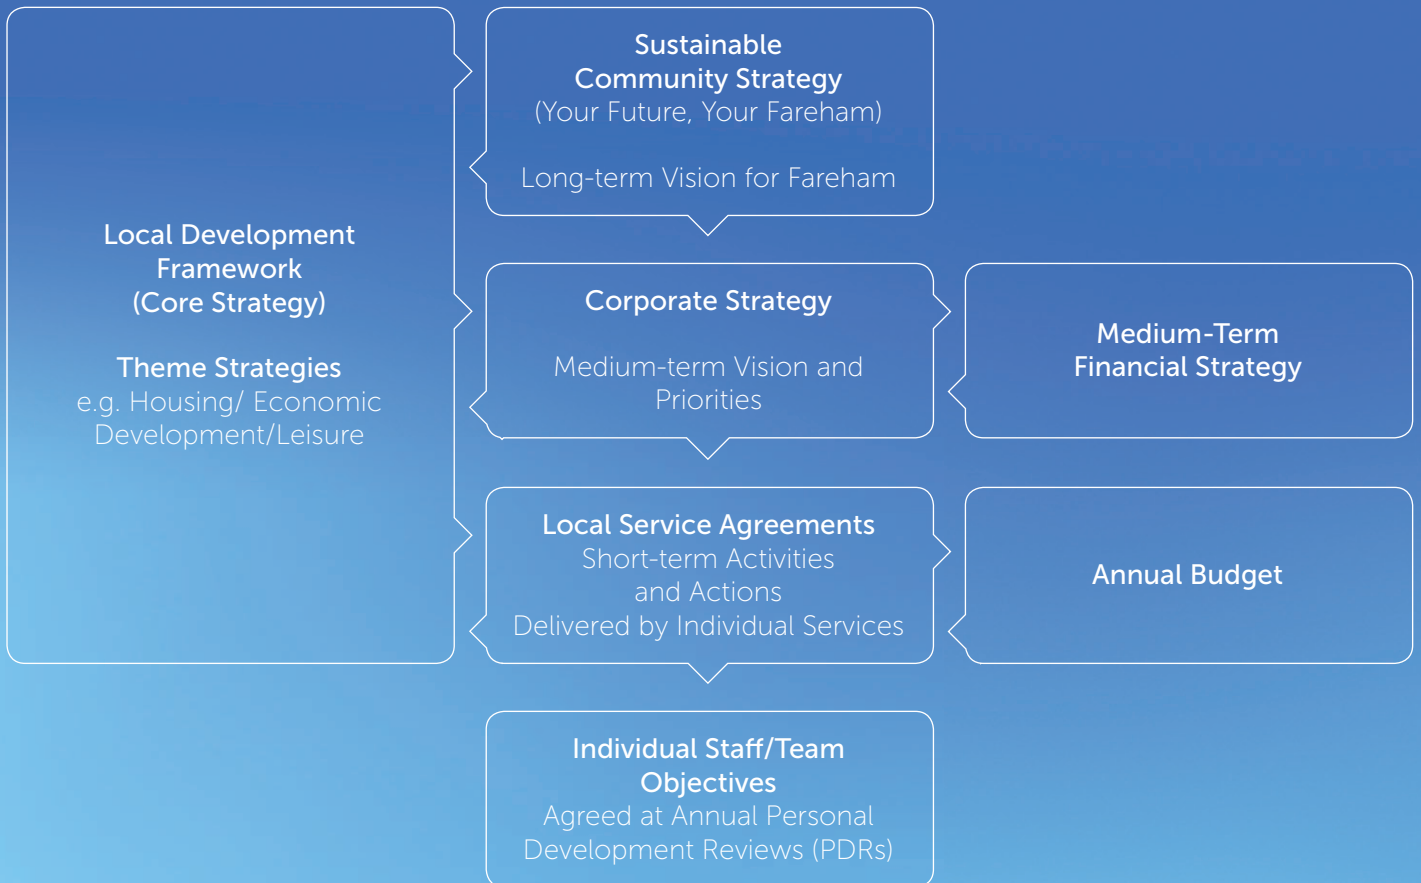 Local Development
Framework
(Core Strategy)
Theme Strategies
e.g. Housing/ Economic
Development/Leisure
Sustainable
Community Strategy
(Your Future, Your Fareham)
Long-term Vision for Fareham
Corporate Strategy
Medium-term Vision and
Priorities
Medium-Term
Financial Strategy
Local Service Agreements
Short-term Activities
and Actions
Delivered by Individual Services
Annual Budget
Individual Staff/Team
Objectives
Agreed at Annual Personal
Development Reviews (PDRs)